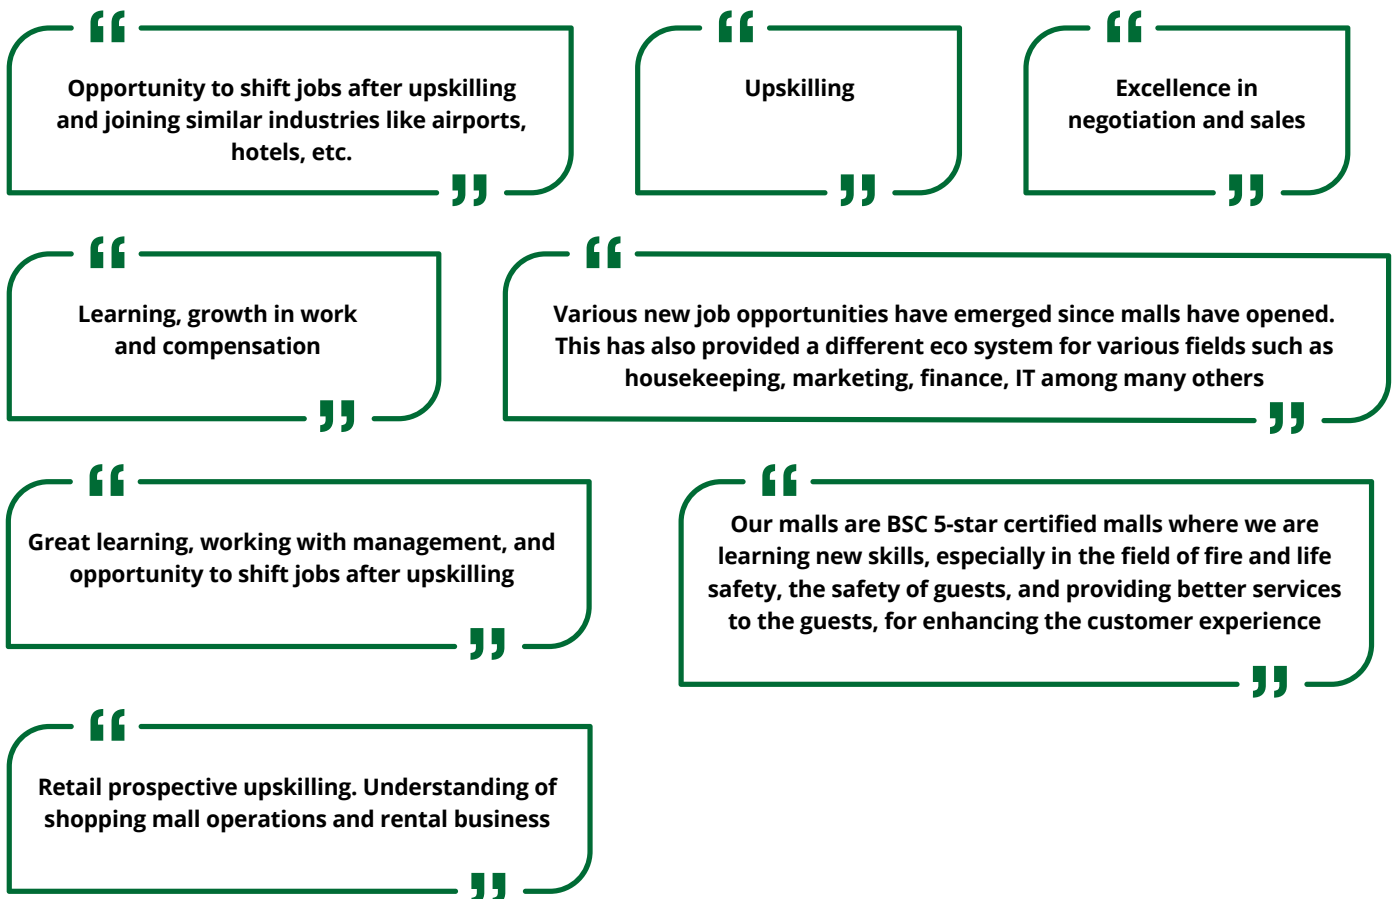 Opportunity to shift jobs after upskilling
and joining similar industries like airports,
hotels, etc.
Upskilling
Excellence in
negotiation and sales
Learning, growth in work
and compensation
Various new job opportunities have emerged since malls have opened.
This has also provided a different eco system for various fields such as
housekeeping, marketing, finance, IT among many others
Great learning, working with management, and
opportunity to shift jobs after upskilling
Our malls are BSC 5-star certified malls where we are
learning new skills, especially in the field of fire and life
safety, the safety of guests, and providing better services
to the guests, for enhancing the customer experience
Retail prospective upskilling. Understanding of
shopping mall operations and rental business